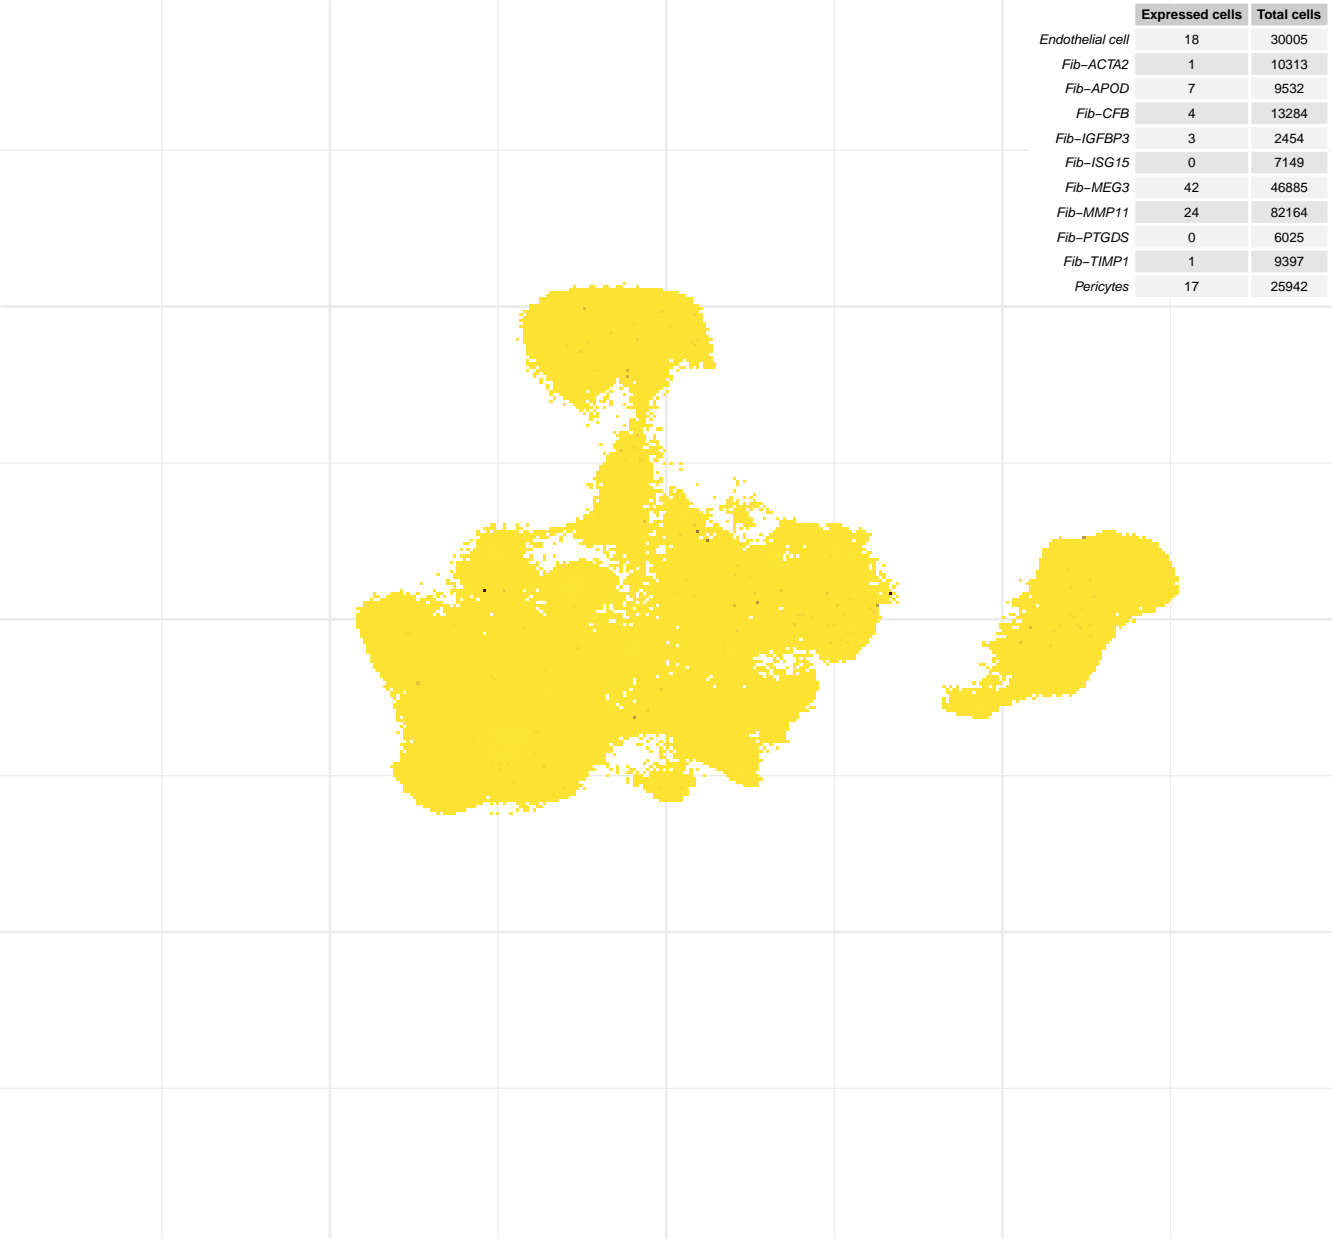 Expressed cells Total cells
Endothelial cell 18 30005
Fib−ACTA2 1 10313
Fib−APOD 7 9532
Fib−CFB 4 13284
Fib−IGFBP3 3 2454
Fib−ISG15 0 7149
Fib−MEG3 42 46885
Fib−MMP11 24 82164
Fib−PTGDS 0 6025
Fib−TIMP1 1 9397
Pericytes 17 25942